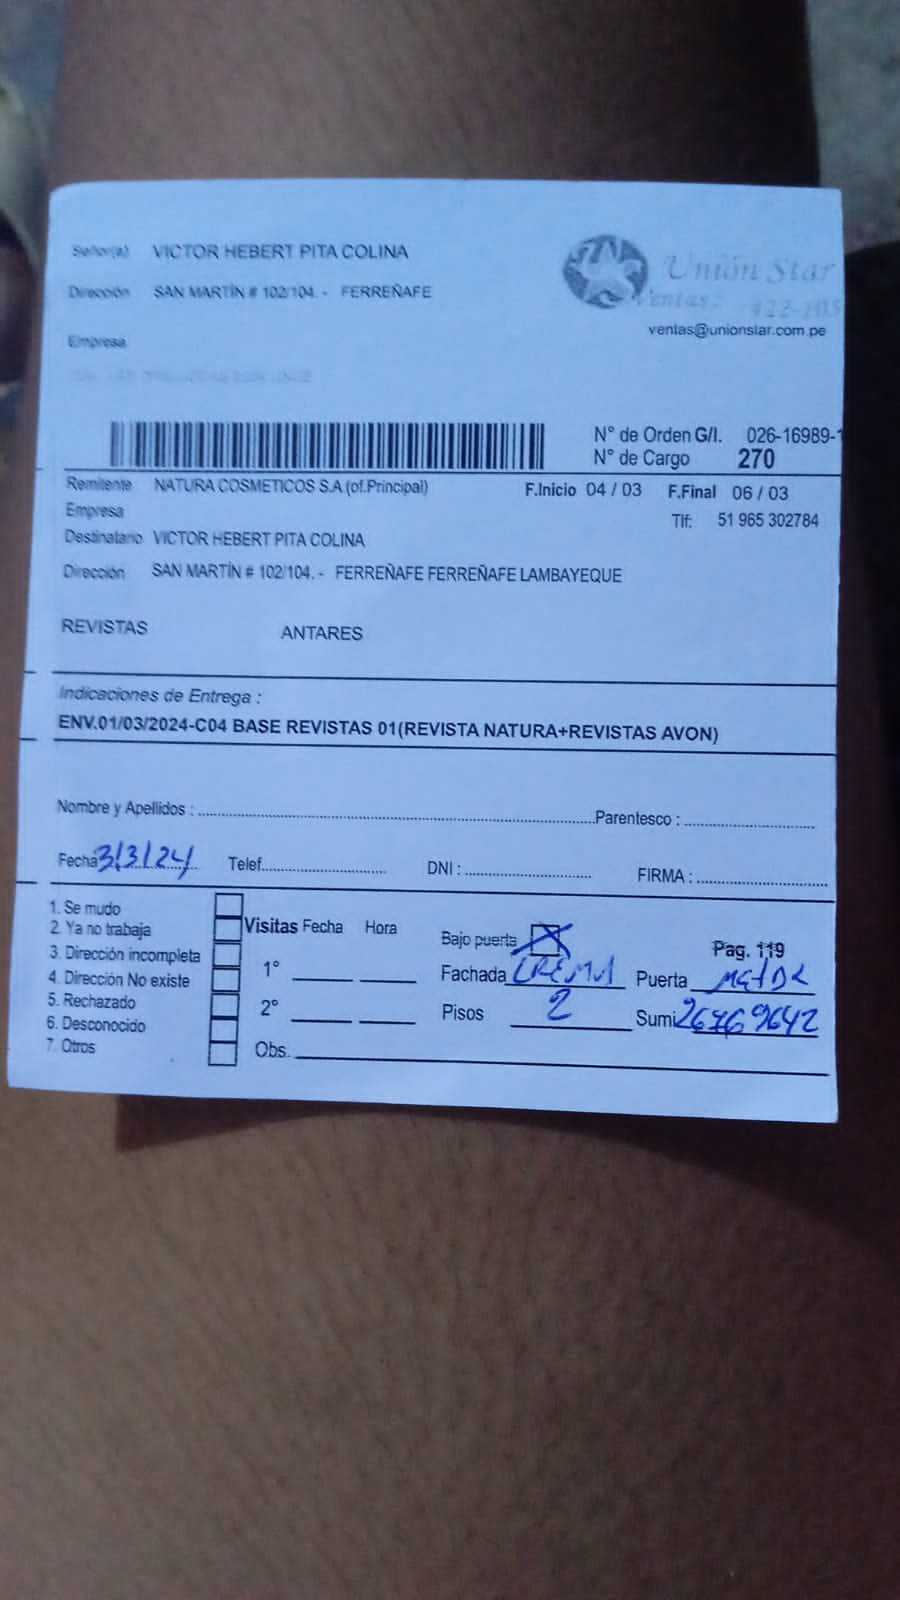 Señor(a) VICTOR HEBERT PITA COLINA
Dirección SAN MARTÍN # 102/104. - FERREÑAFE
Unión Star
Ventas: 422-105
ventas@unionstar.com.pe
Empresa
N° de Orden G/I. 026-16989-1
N° de Cargo 270
Remitente NATURA COSMETICOS S.A (of.Principal) F.Inicio 04 / 03 F.Final 06 / 03
Empresa Tlf: 51 965 302784
Destinatario VICTOR HEBERT PITA COLINA
Dirección SAN MARTÍN # 102/104. - FERREÑAFE FERREÑAFE LAMBAYEQUE
REVISTAS ANTARES
Indicaciones de Entrega :
ENV.01/03/2024-C04 BASE REVISTAS 01(REVISTA NATURA+REVISTAS AVON)
Nombre y Apellidos : Parentesco :
Fecha 3/3/24 Telef. DNI : FIRMA :
1. Se mudo
2. Ya no trabaja
3. Dirección incompleta
4. Dirección No existe
5. Rechazado
6. Desconocido
7. Otros
Visitas Fecha Hora
1°
2°
Obs.
Bajo puerta Pag. 119
Fachada CREMA Puerta
Pisos 2 Sumi 26769642